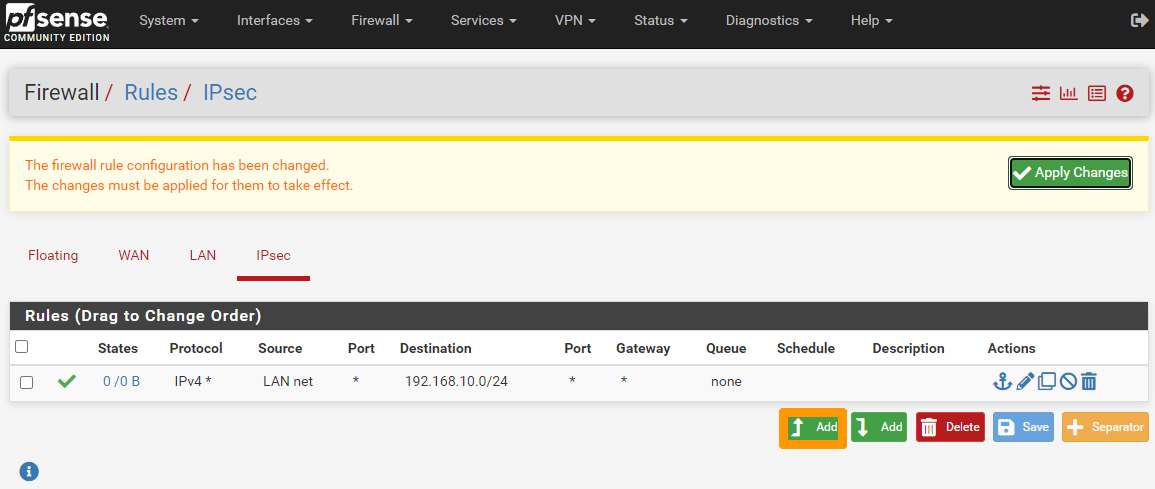 pfsense
COMMUNITY EDITION
System Interfaces Firewall Services VPN Status Diagnostics Help
Firewall / Rules / IPsec
The firewall rule configuration has been changed.
The changes must be applied for them to take effect.
Apply Changes
Floating WAN LAN IPsec
Rules (Drag to Change Order)
States Protocol Source Port Destination Port Gateway Queue Schedule Description Actions
0 /0 B IPv4 * LAN net * 192.168.10.0/24 * * none
Add Add Delete Save Separator